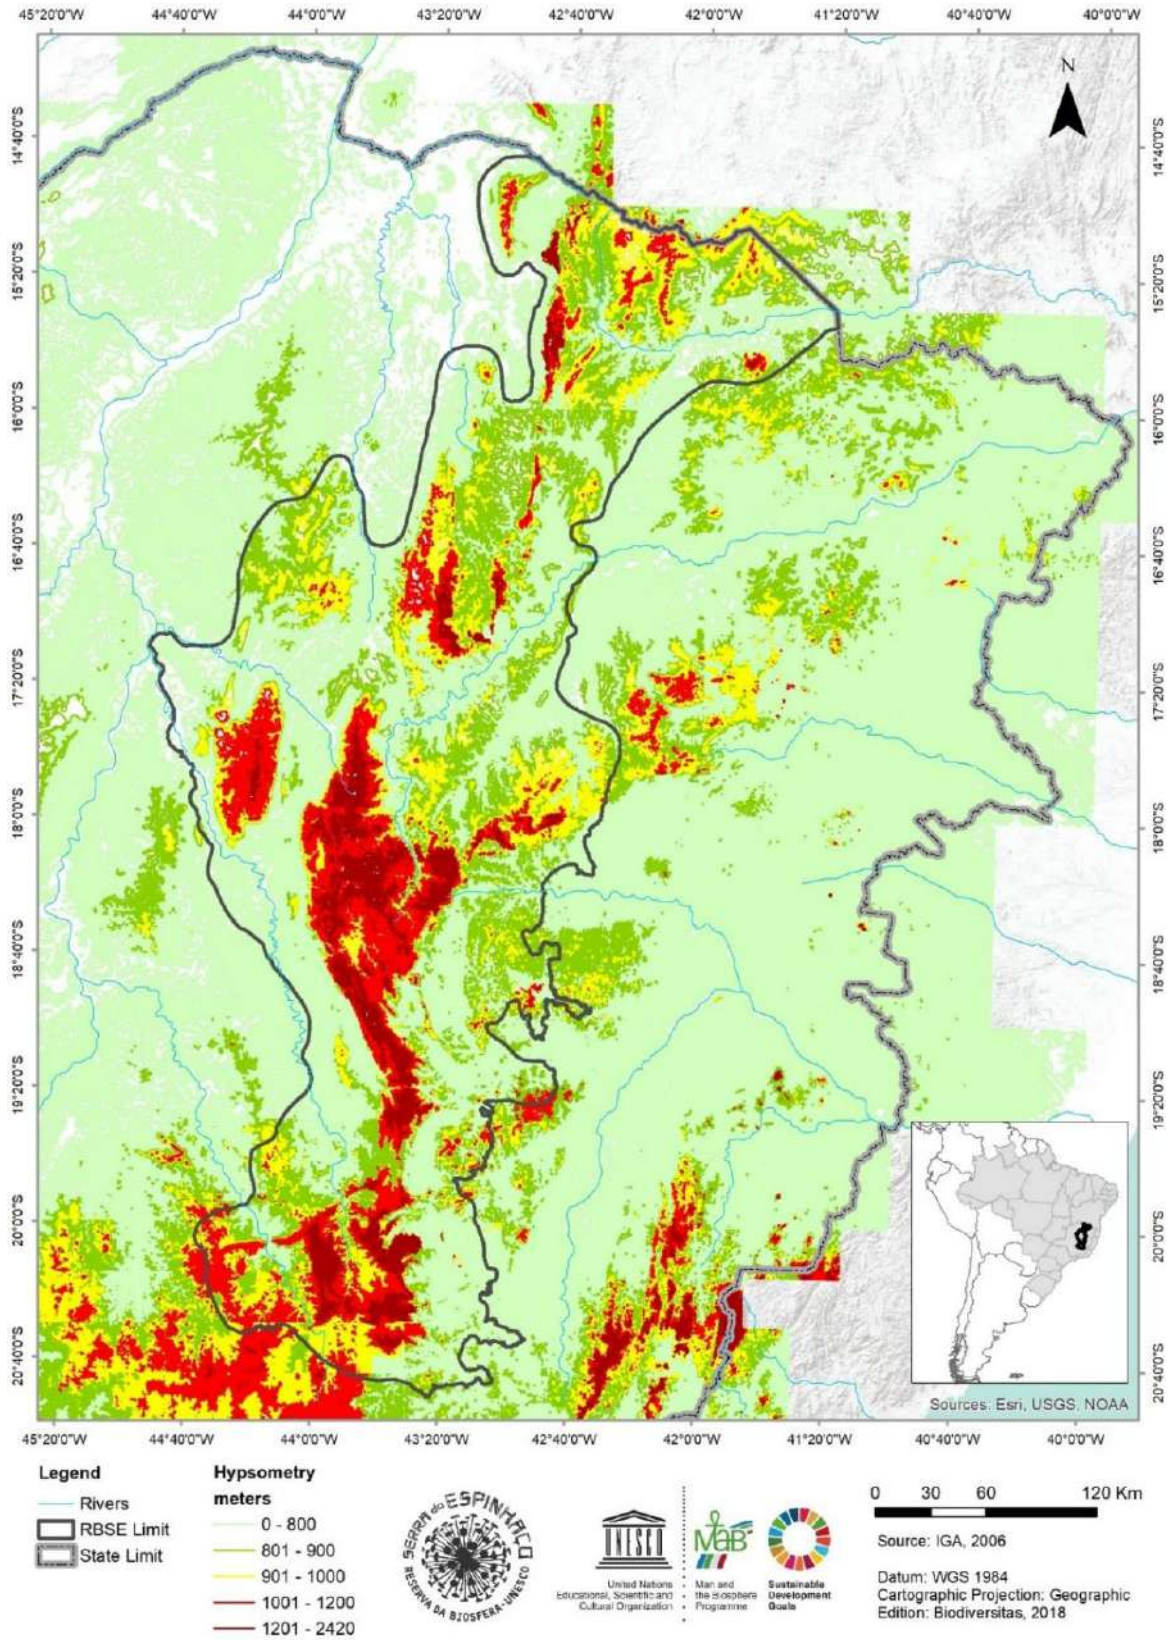 45°20'0"W 44°40'0"W 44°0'0"W 43°20'0"W 42°40'0"W 42°0'0"W 41°20'0"W 40°40'0"W 40°0'0"W
N
14°40'0"S 14°40'0"S
15°20'0"S 15°20'0"S
16°0'0"S 16°0'0"S
16°40'0"S 16°40'0"S
17°20'0"S 17°20'0"S
18°0'0"S 18°0'0"S
18°40'0"S 18°40'0"S
19°20'0"S 19°20'0"S
20°0'0"S 20°0'0"S
20°40'0"S 20°40'0"S
Sources: Esri, USGS, NOAA
45°20'0"W 44°40'0"W 44°0'0"W 43°20'0"W 42°40'0"W 42°0'0"W 41°20'0"W 40°40'0"W 40°0'0"W
Legend
Rivers
RBSE Limit
State Limit
Hypsometry
meters
0 - 800
801 - 900
901 - 1000
1001 - 1200
1201 - 2420
SERRA do ESPINHAÇO
RESERVA DA BIOSFERA-UNESCO
UNESCO
United Nations
Educational, Scientific and
Cultural Organization
MaB
Man and
the Biosphere
Programme
Sustainable
Development
Goals
0 30 60 120 Km
Source: IGA, 2006
Datum: WGS 1984
Cartographic Projection: Geographic
Edition: Biodiversitas, 2018